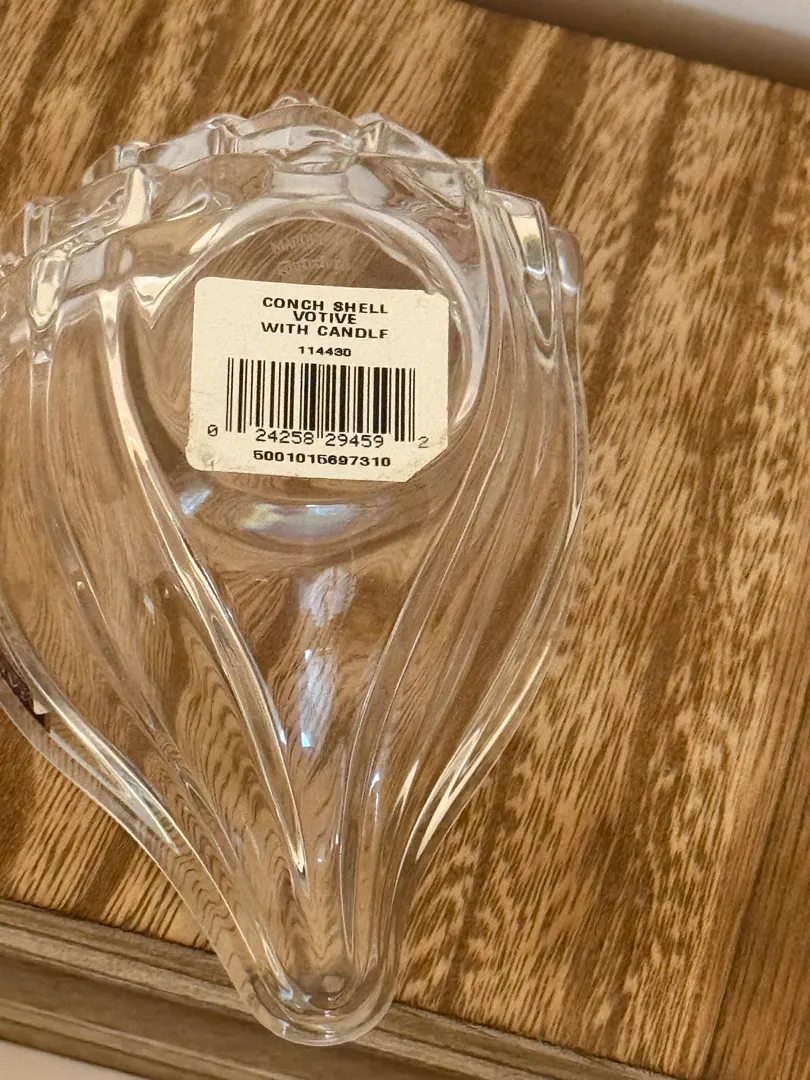 CONCH SHELL
VOTIVE
WITH CANDLE
114430
0 24258 29459 2
5001015697310